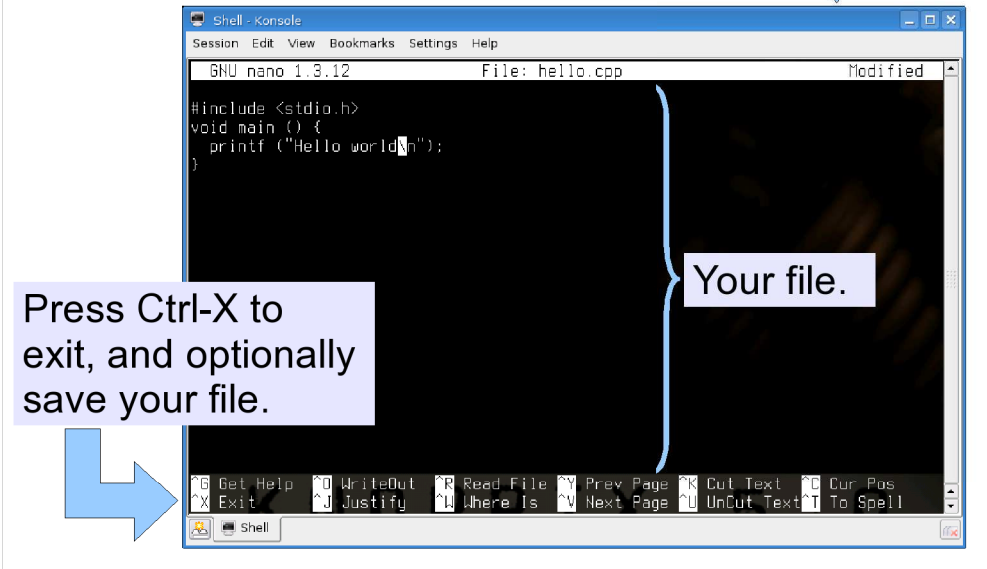 Shell - Konsole
Session Edit View Bookmarks Settings Help
GNU nano 1.3.12 File: hello.cpp Modified
#include <stdio.h>
void main () {
printf ("Hello world\n");
}
Your file.
Press Ctrl-X to
exit, and optionally
save your file.
^G Get Help ^O WriteOut ^R Read File ^Y Prev Page ^K Cut Text ^C Cur Pos
^X Exit ^J Justify ^W Where Is ^V Next Page ^U UnCut Text ^T To Spell
Shell